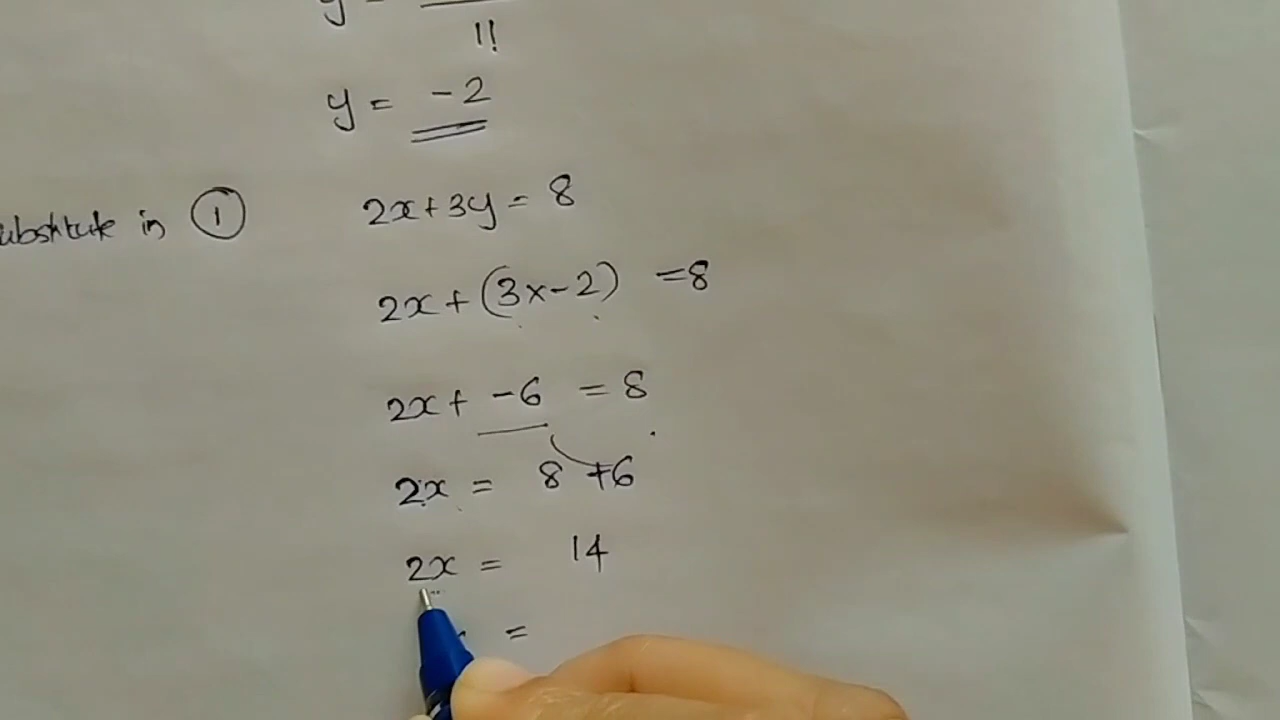 y =
11
y = -2
ubstitute in ① 2x + 3y = 8
2x + (3x-2) = 8
2x + -6 = 8
2x = 8 +6
2x = 14
=